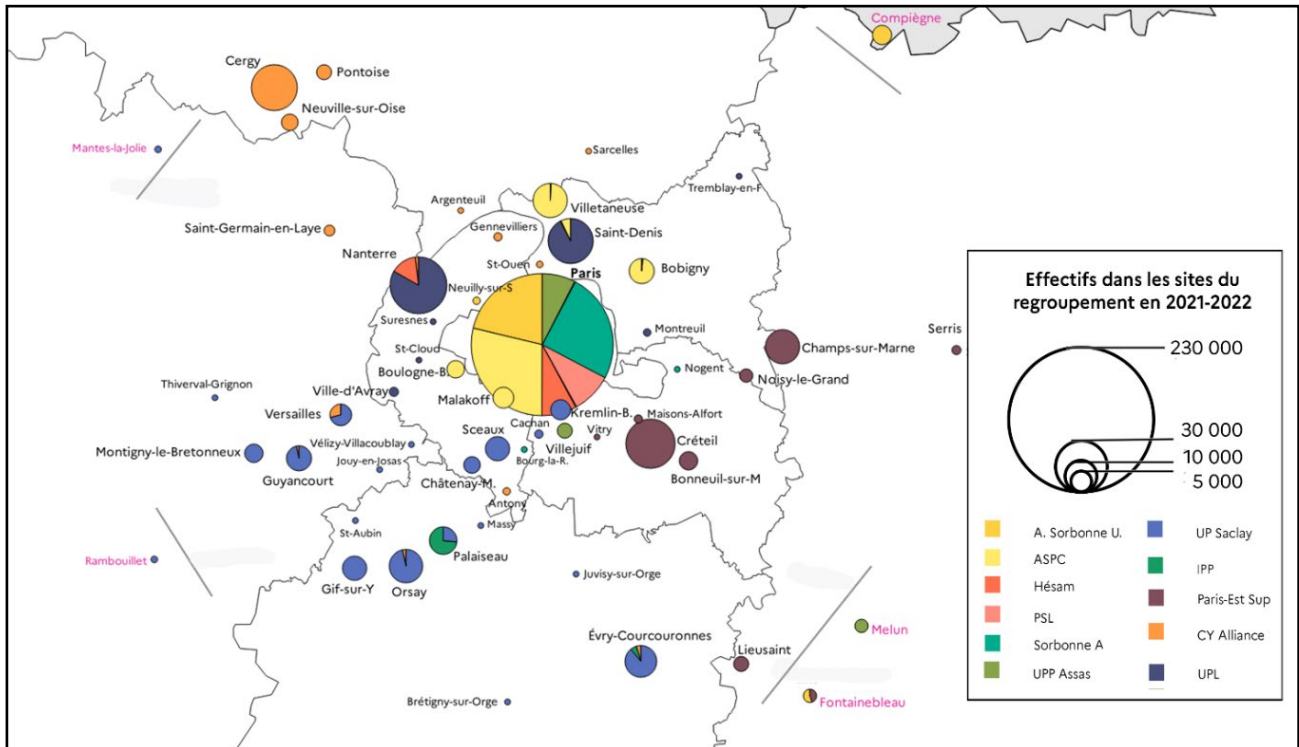 Compiègne
Cergy
Pontoise
Neuville-sur-Oise
Mantes-la-Jolie
Sarcelles
Tremblay-en-F
Argenteuil
Villetaneuse
Saint-Germain-en-Laye
Gennevilliers
Saint-Denis
Nanterre
St-Ouen
Paris
Bobigny
Neuilly-sur-S
Suresnes
Montreuil
Serris
St-Cloud
Champs-sur-Marne
Boulogne-B.
Nogent
Noisy-le-Grand
Thiverval-Grignon
Ville-d'Avray
Malakoff
Versailles
Kremlin-B.
Maisons-Alfort
Cachan
Vitry
Sceaux
Vélizy-Villacoublay
Villejuif
Créteil
Montigny-le-Bretonneux
Bourg-la-R.
Jouy-en-Josas
Guyancourt
Châtenay-M.
Bonneuil-sur-M
Antony
St-Aubin
Massy
Palaiseau
Rambouillet
Gif-sur-Y
Orsay
Juvisy-sur-Orge
Melun
Évry-Courcouronnes
Lieusaint
Brétigny-sur-Orge
Fontainebleau
Effectifs dans les sites du
regroupement en 2021-2022
230 000
30 000
10 000
5 000
A. Sorbonne U.
ASPC
Hésam
PSL
Sorbonne A
UPP Assas
UP Saclay
IPP
Paris-Est Sup
CY Alliance
UPL